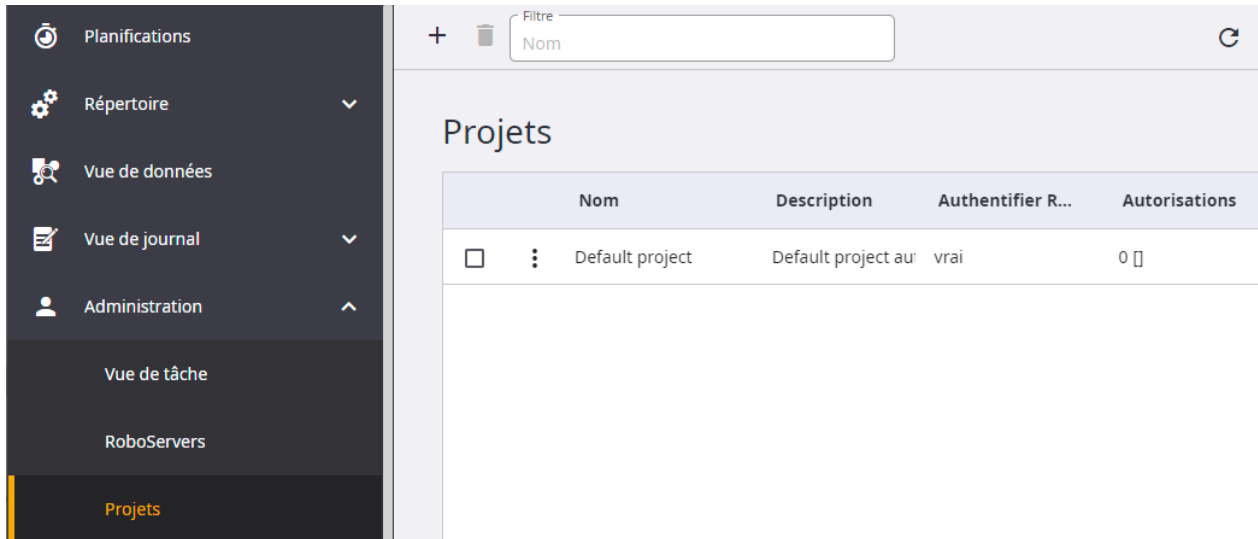 Planifications
Répertoire
Vue de données
Vue de journal
Administration
Vue de tâche
RoboServers
Projets
Filtre
Nom
Projets
Nom Description Authentifier R... Autorisations
Default project Default project aut vrai 0 []